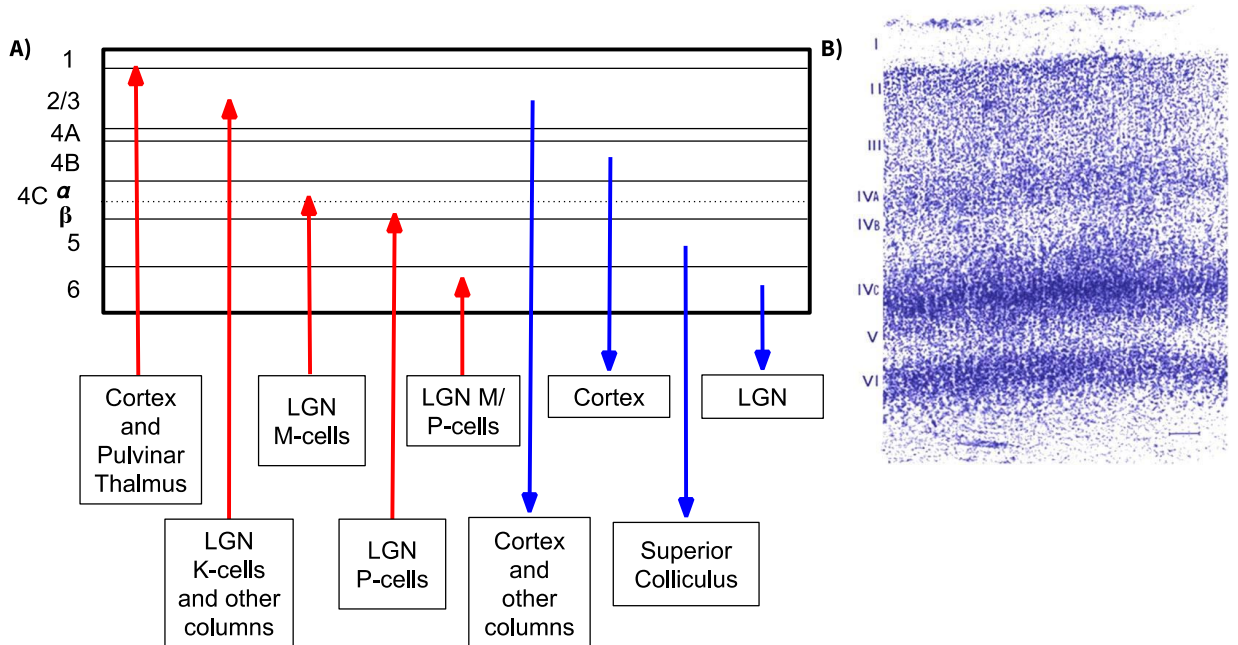 A)
1
2/3
4A
4B
4C α
β
5
6
Cortex
and
Pulvinar
Thalmus
LGN
K-cells
and other
columns
LGN
M-cells
LGN
P-cells
LGN M/
P-cells
Cortex
and
other
columns
Cortex
Superior
Colliculus
LGN
B)
I
II
III
IVA
IVB
IVC
V
VI